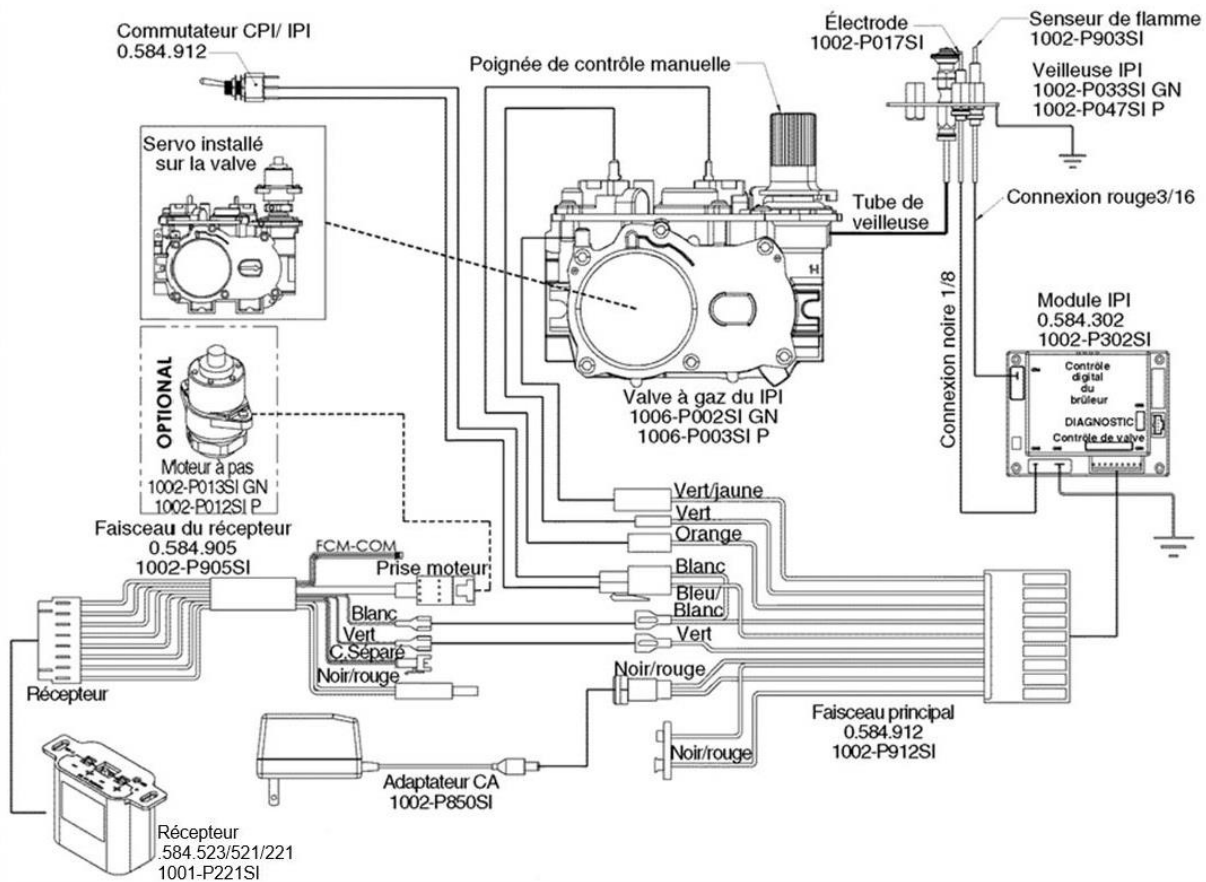 Commutateur CPI/ IPI
0.584.912
Électrode
1002-P017SI
Senseur de flamme
1002-P903SI
Veilleuse IPI
1002-P033SI GN
1002-P047SI P
Poignée de contrôle manuelle
Servo installé
sur la valve
Tube de
veilleuse
Connexion rouge3/16
Connexion noire 1/8
Module IPI
0.584.302
1002-P302SI
Contrôle
digital
du
brûleur
DIAGNOSTIC
Contrôle de valve
Valve à gaz du IPI
1006-P002SI GN
1006-P003SI P
OPTIONAL
Moteur à pas
1002-P013SI GN
1002-P012SI P
Faisceau du récepteur
0.584.905
1002-P905SI
FCM-COM
Prise moteur
Vert/jaune
Vert
Orange
Blanc
Bleu/
Blanc
Vert
Blanc
Vert
C.Séparé
Noir/rouge
Noir/rouge
Récepteur
Noir/rouge
Faisceau principal
0.584.912
1002-P912SI
Adaptateur CA
1002-P850SI
Récepteur
.584.523/521/221
1001-P221SI